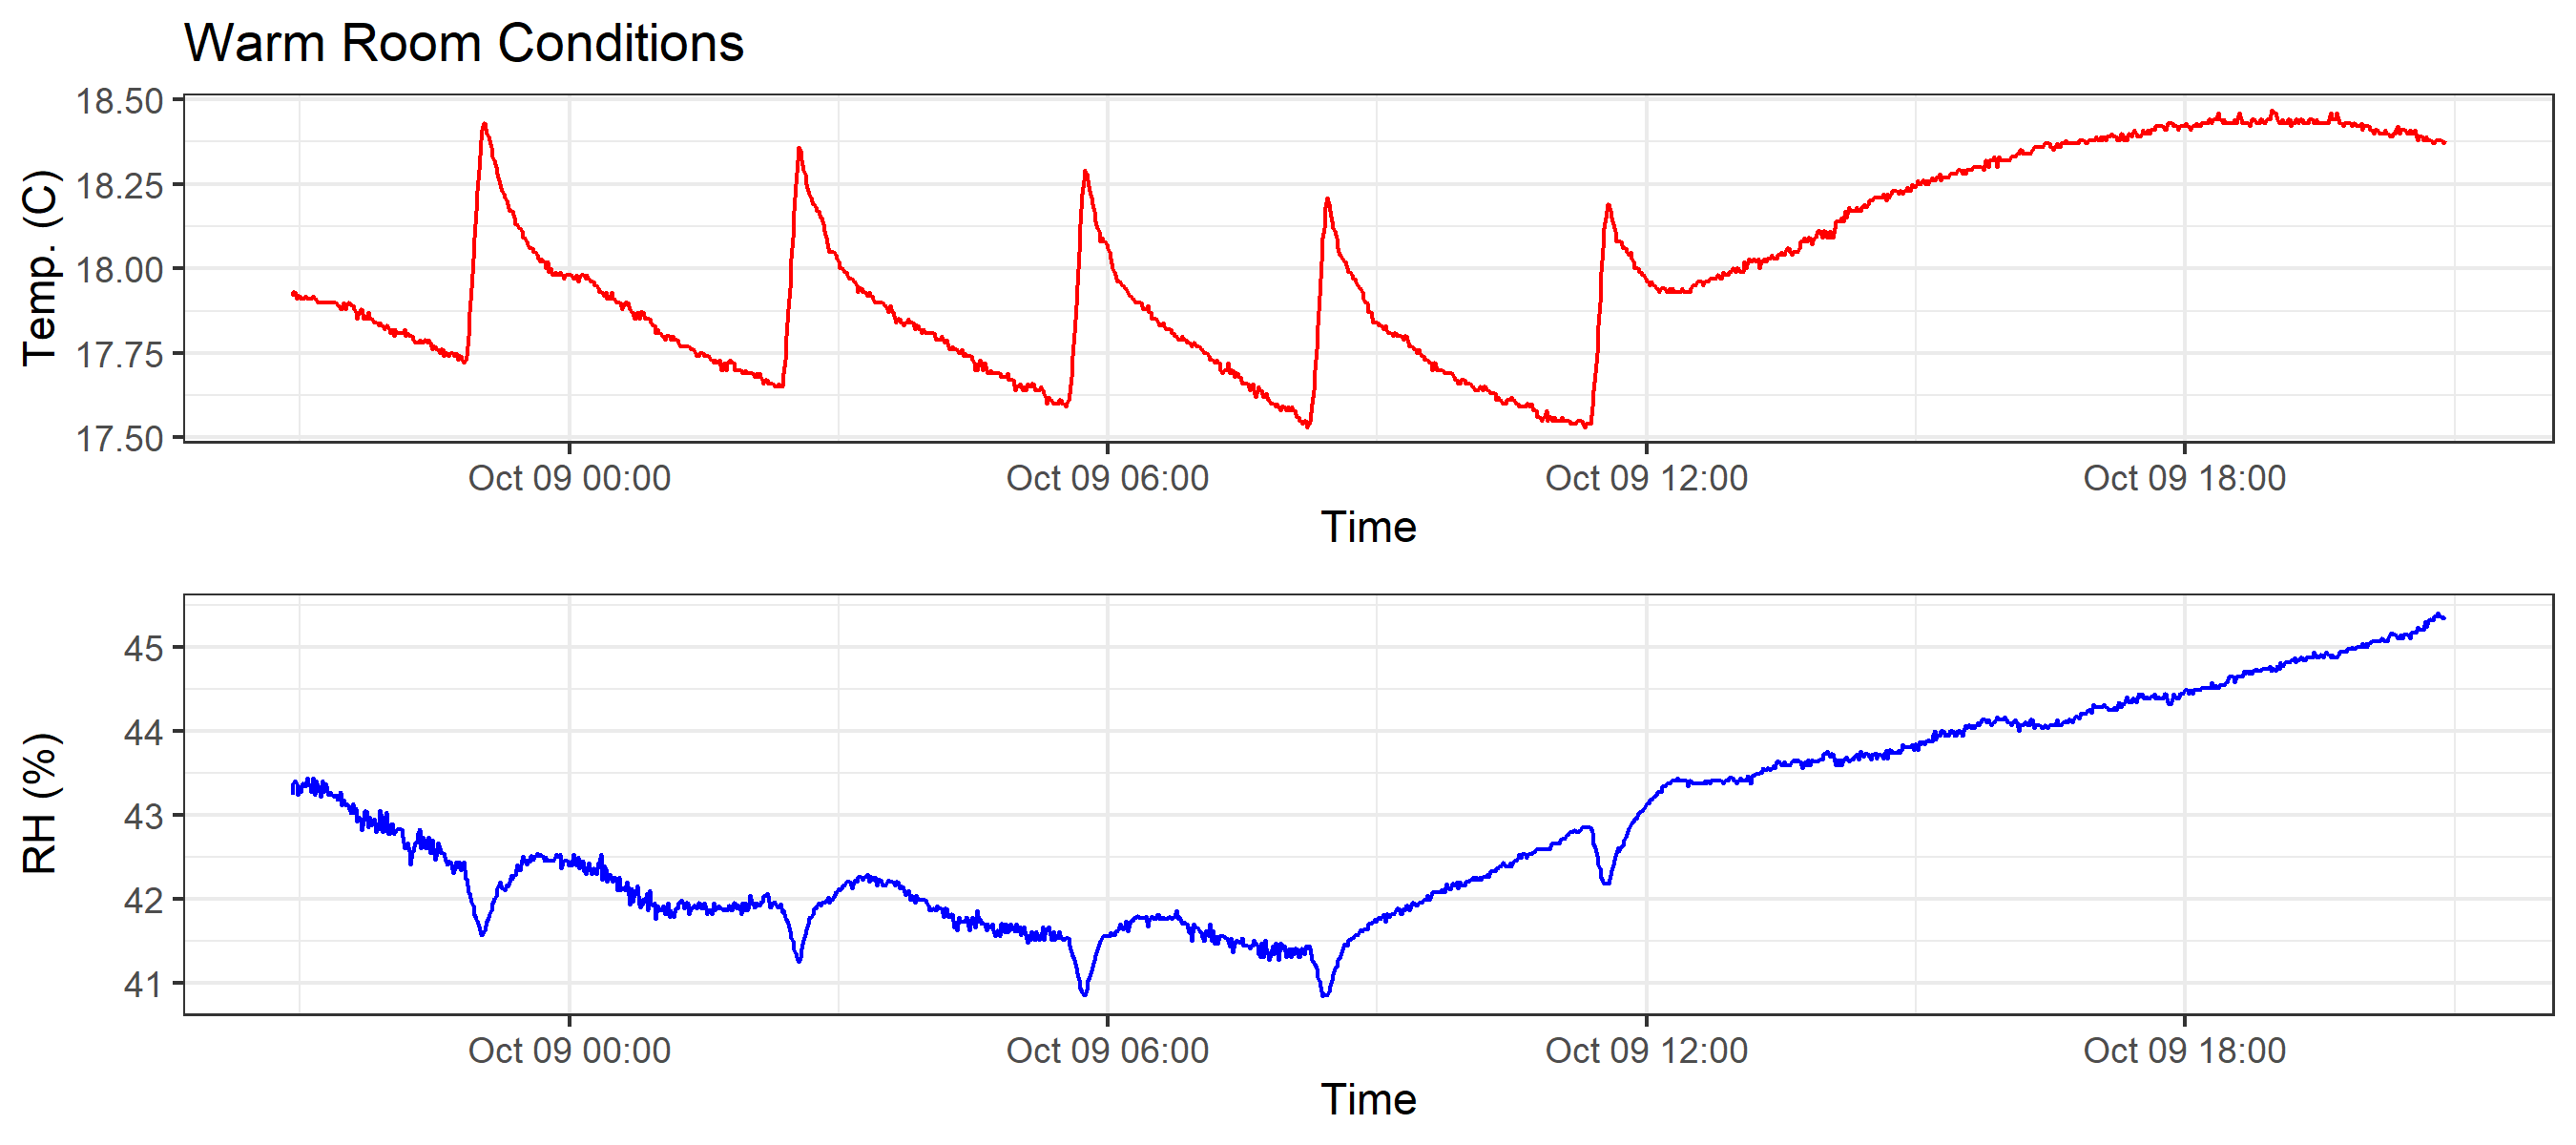 Warm Room Conditions
Temp. (C)
18.50
18.25
18.00
17.75
17.50
Oct 09 00:00 Oct 09 06:00 Oct 09 12:00 Oct 09 18:00
Time
RH (%)
45
44
43
42
41
Oct 09 00:00 Oct 09 06:00 Oct 09 12:00 Oct 09 18:00
Time